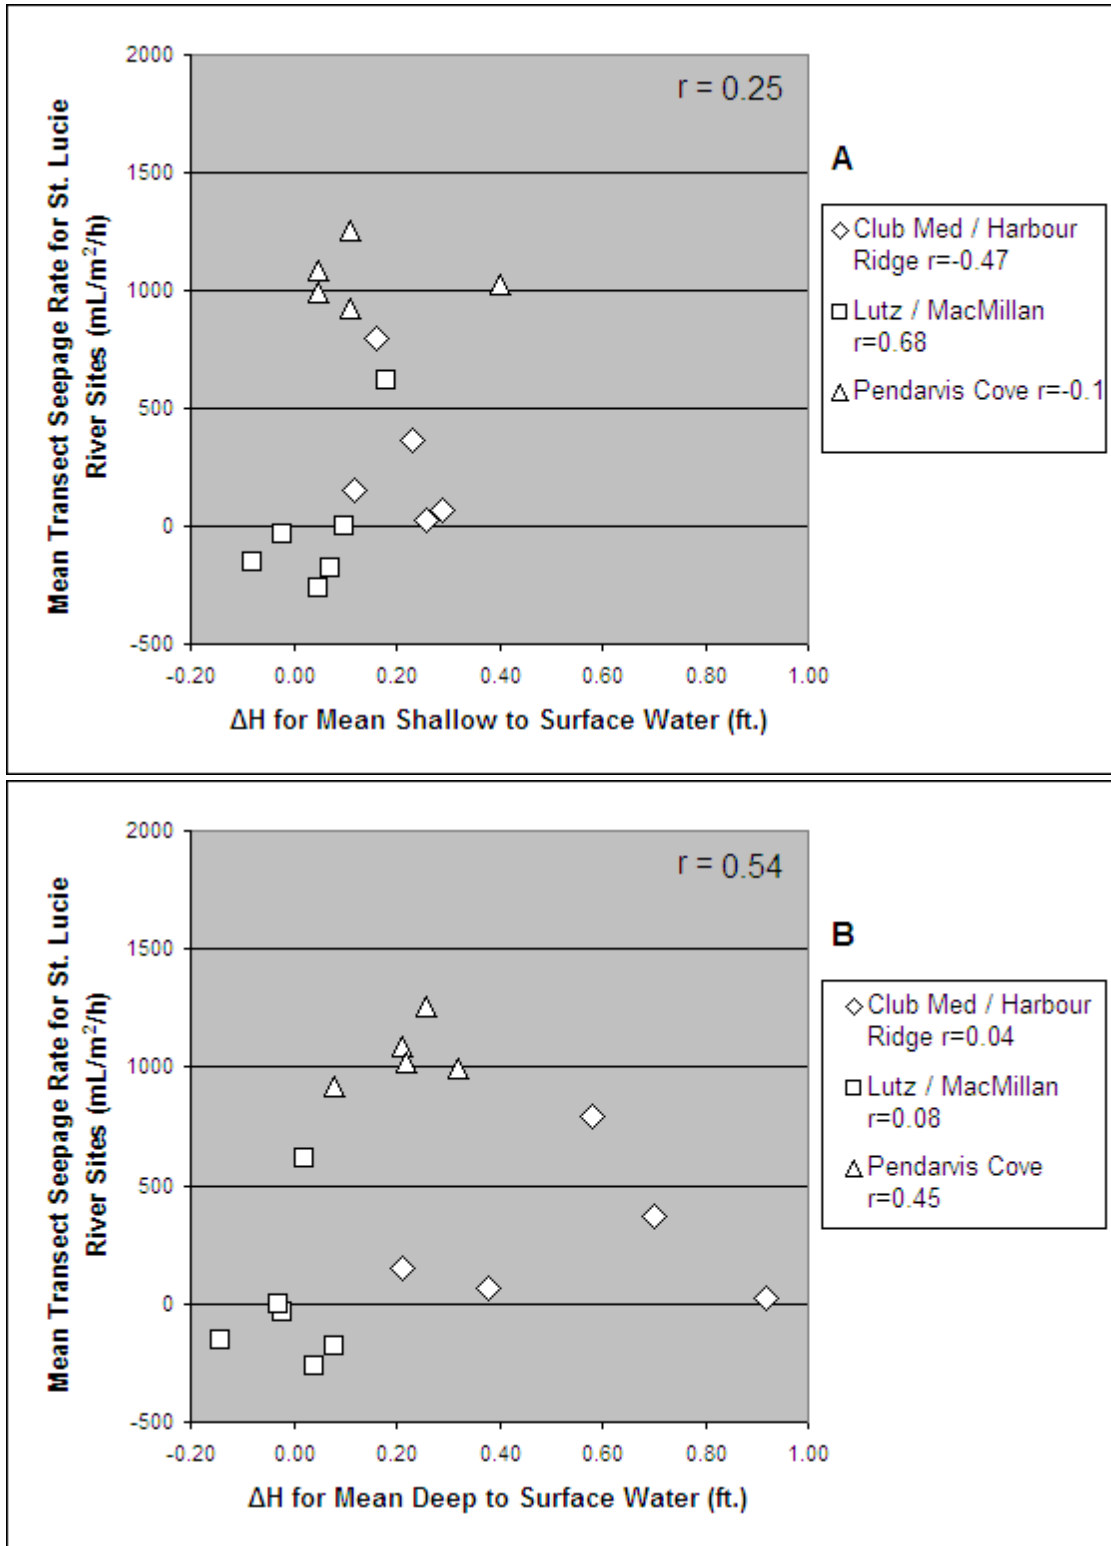 2000
1500
1000
500
0
-500
Mean Transect Seepage Rate for St. Lucie
River Sites (mL/m²/h)
r = 0.25
-0.20 0.00 0.20 0.40 0.60 0.80 1.00
ΔH for Mean Shallow to Surface Water (ft.)
A
Club Med / Harbour
Ridge r=-0.47
Lutz / MacMillan
r=0.68
Pendarvis Cove r=-0.1
2000
1500
1000
500
0
-500
Mean Transect Seepage Rate for St. Lucie
River Sites (mL/m²/h)
r = 0.54
-0.20 0.00 0.20 0.40 0.60 0.80 1.00
ΔH for Mean Deep to Surface Water (ft.)
B
Club Med / Harbour
Ridge r=0.04
Lutz / MacMillan
r=0.08
Pendarvis Cove
r=0.45